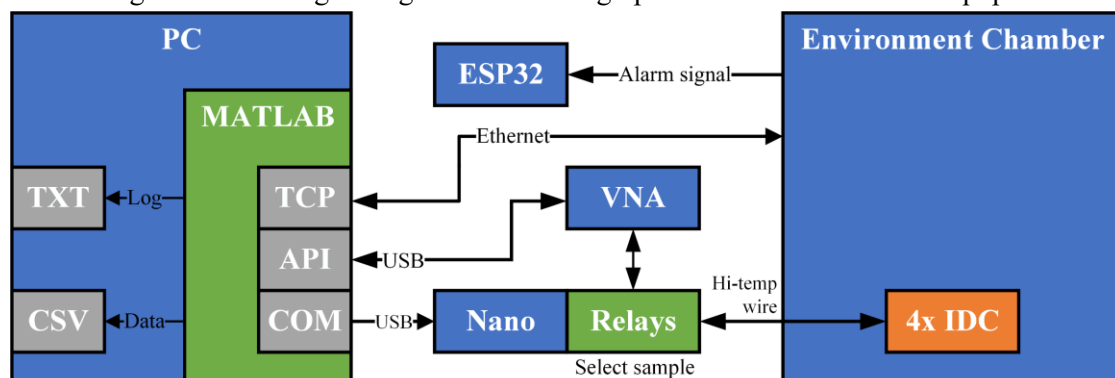 PC
Environment Chamber
ESP32
Alarm signal
MATLAB
Ethernet
TXT
Log
TCP
VNA
API
USB
Hi-temp
wire
CSV
Data
COM
USB
Nano
Relays
4x IDC
Select sample